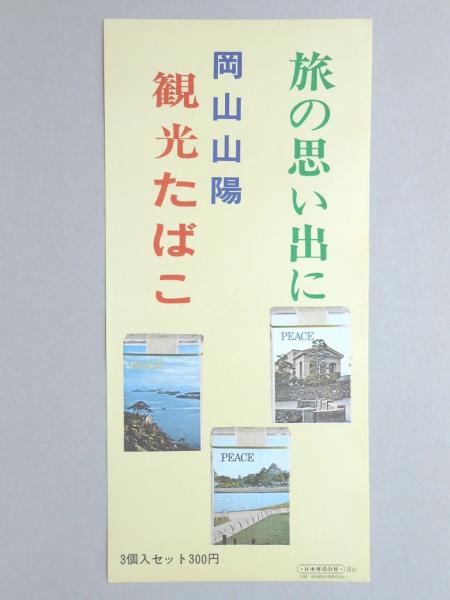 旅の思い出に
岡山山陽
観光たばこ
PEACE
PEACE
3個入セット300円
日本専売公社